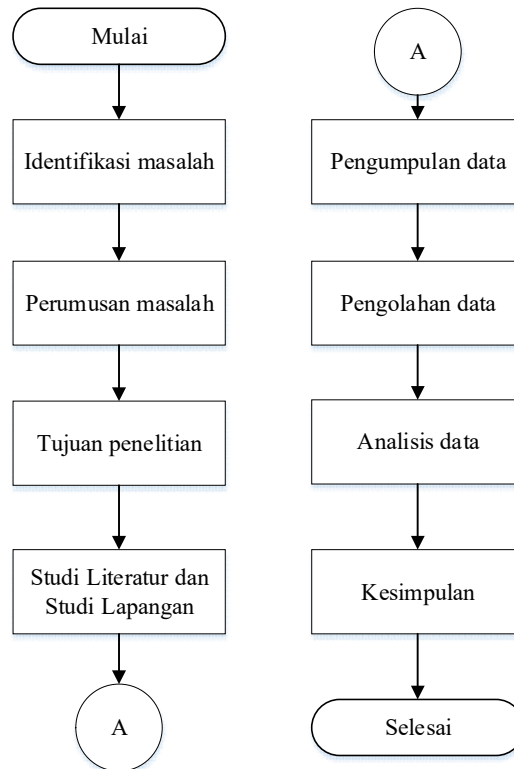 Mulai
Identifikasi masalah
Perumusan masalah
Tujuan penelitian
Studi Literatur dan
Studi Lapangan
A
A
Pengumpulan data
Pengolahan data
Analisis data
Kesimpulan
Selesai